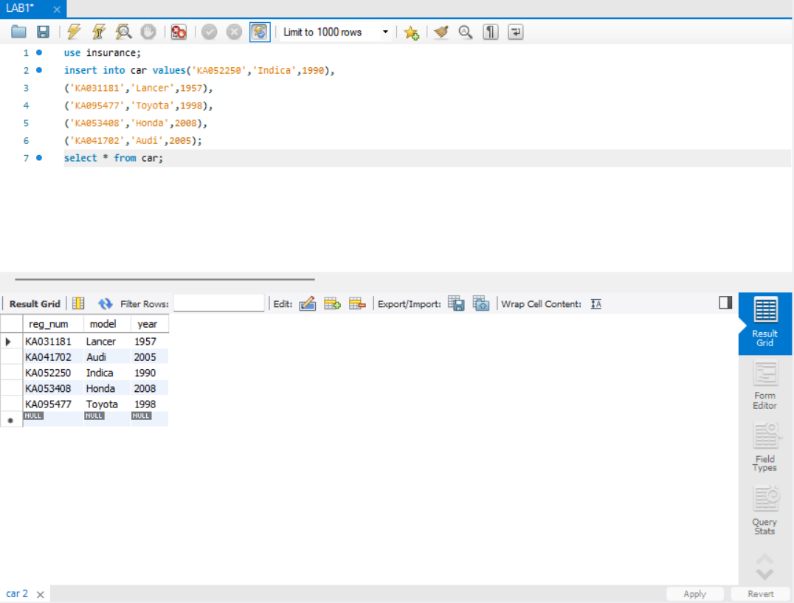 LAB1*
Limit to 1000 rows
1 use insurance;
2 insert into car values('KA052250','Indica',1990),
3 ('KA031181','Lancer',1957),
4 ('KA095477','Toyota',1998),
5 ('KA053408','Honda',2008),
6 ('KA041702','Audi',2005);
7 select * from car;
Result Grid Filter Rows: Edit: Export/Import: Wrap Cell Content:
reg_num model year
KA031181 Lancer 1957
KA041702 Audi 2005
KA052250 Indica 1990
KA053408 Honda 2008
KA095477 Toyota 1998
NULL NULL NULL
Result
Grid
Form
Editor
Field
Types
Query
Stats
car 2 Apply Revert